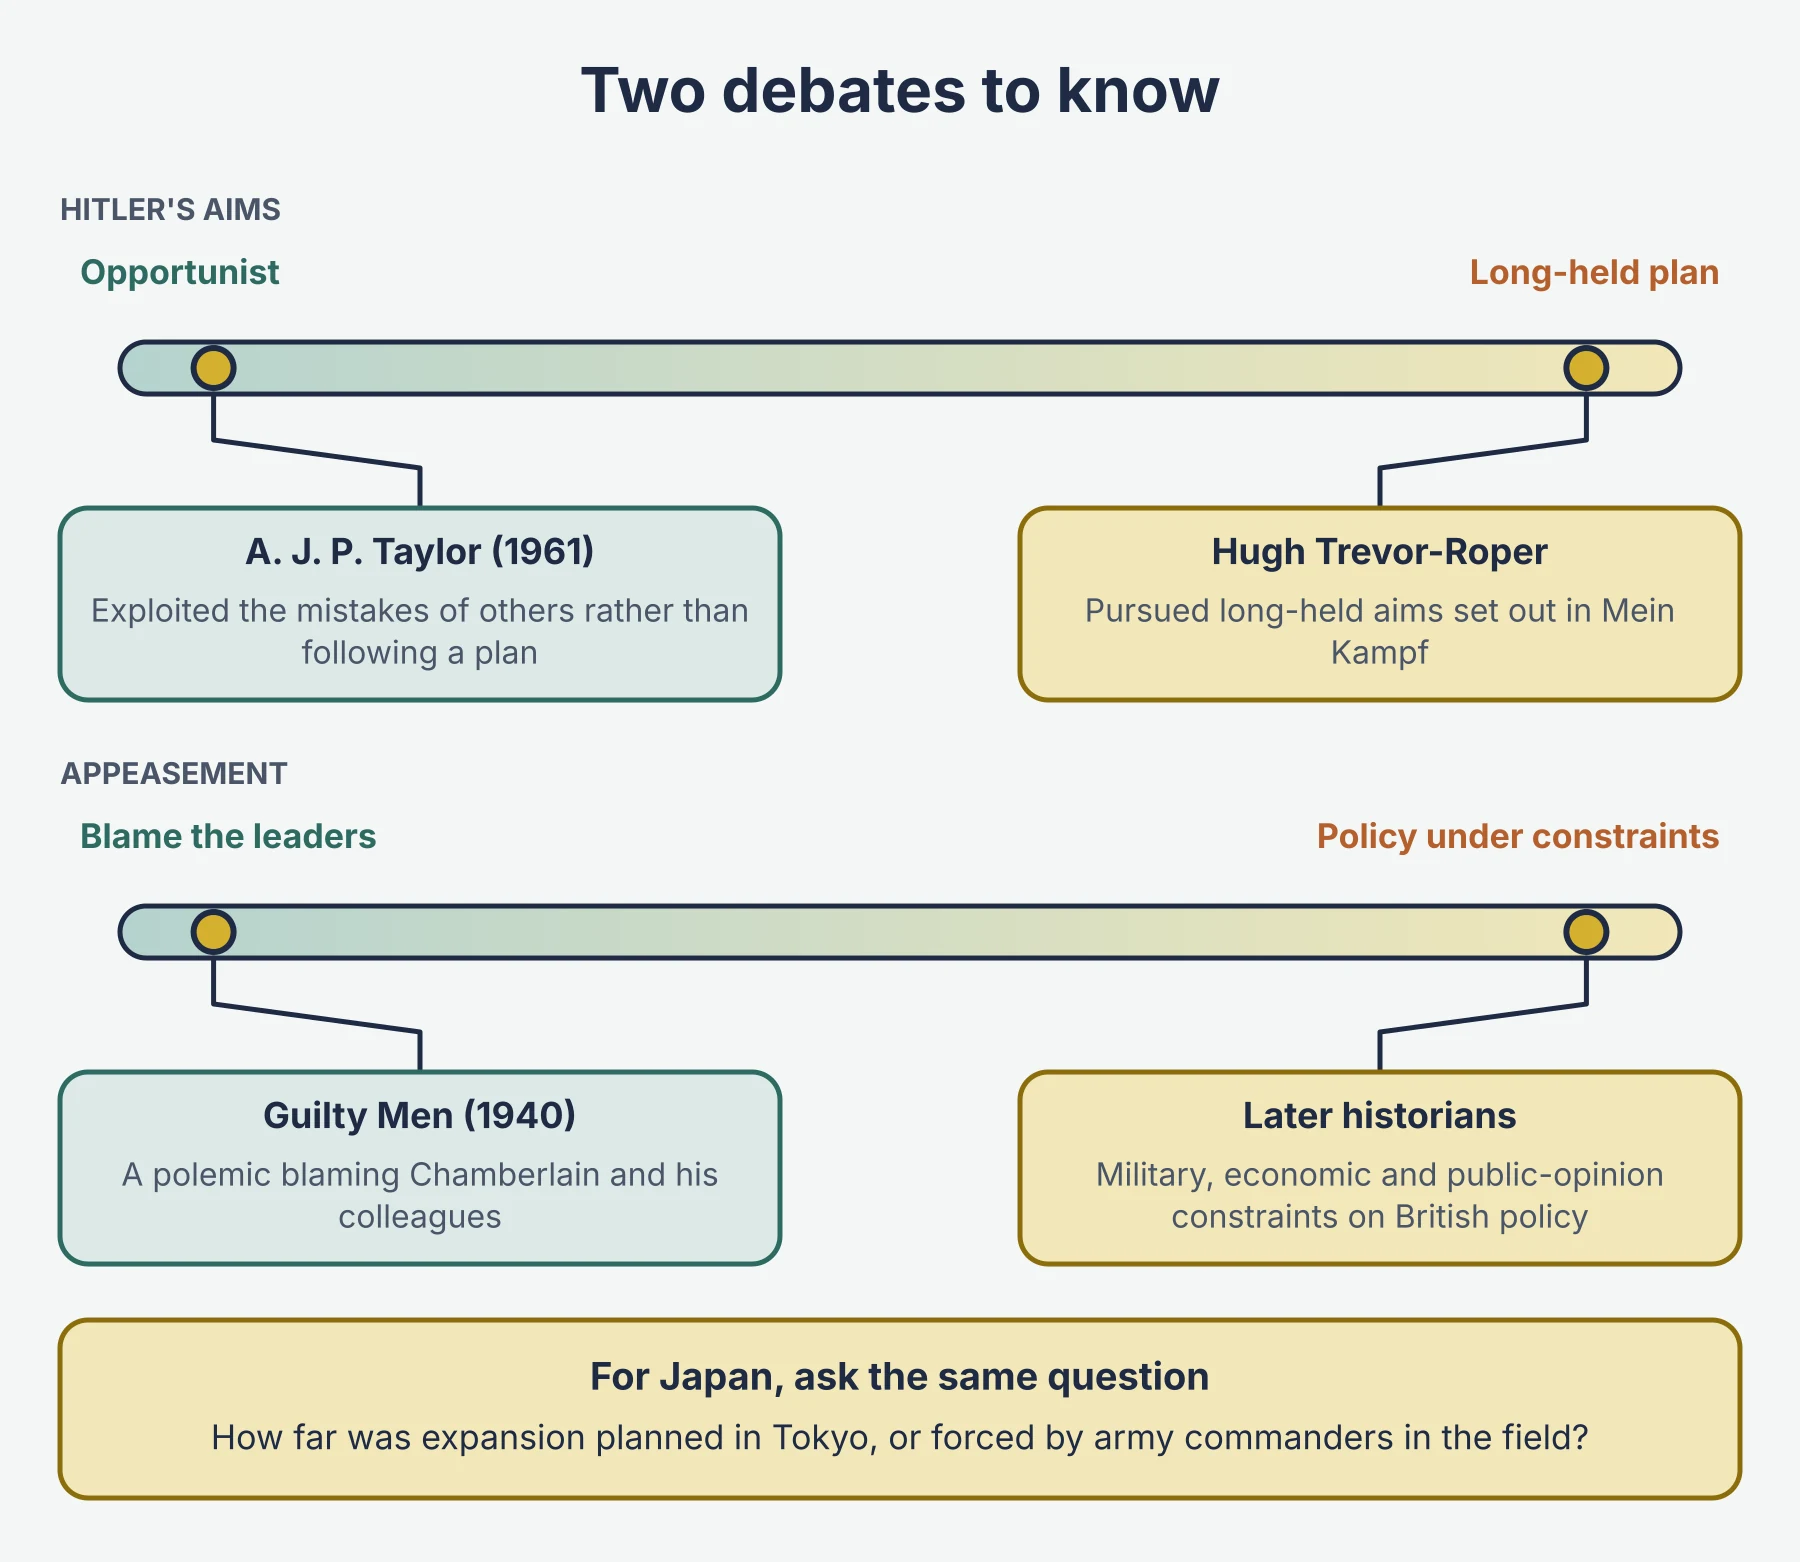 Two debates to know
HITLER'S AIMS
Opportunist
Long-held plan
A. J. P. Taylor (1961)
Exploited the mistakes of others rather than
following a plan
Hugh Trevor-Roper
Pursued long-held aims set out in Mein
Kampf
APPEASEMENT
Blame the leaders
Policy under constraints
Guilty Men (1940)
A polemic blaming Chamberlain and his
colleagues
Later historians
Military, economic and public-opinion
constraints on British policy
For Japan, ask the same question
How far was expansion planned in Tokyo, or forced by army commanders in the field?